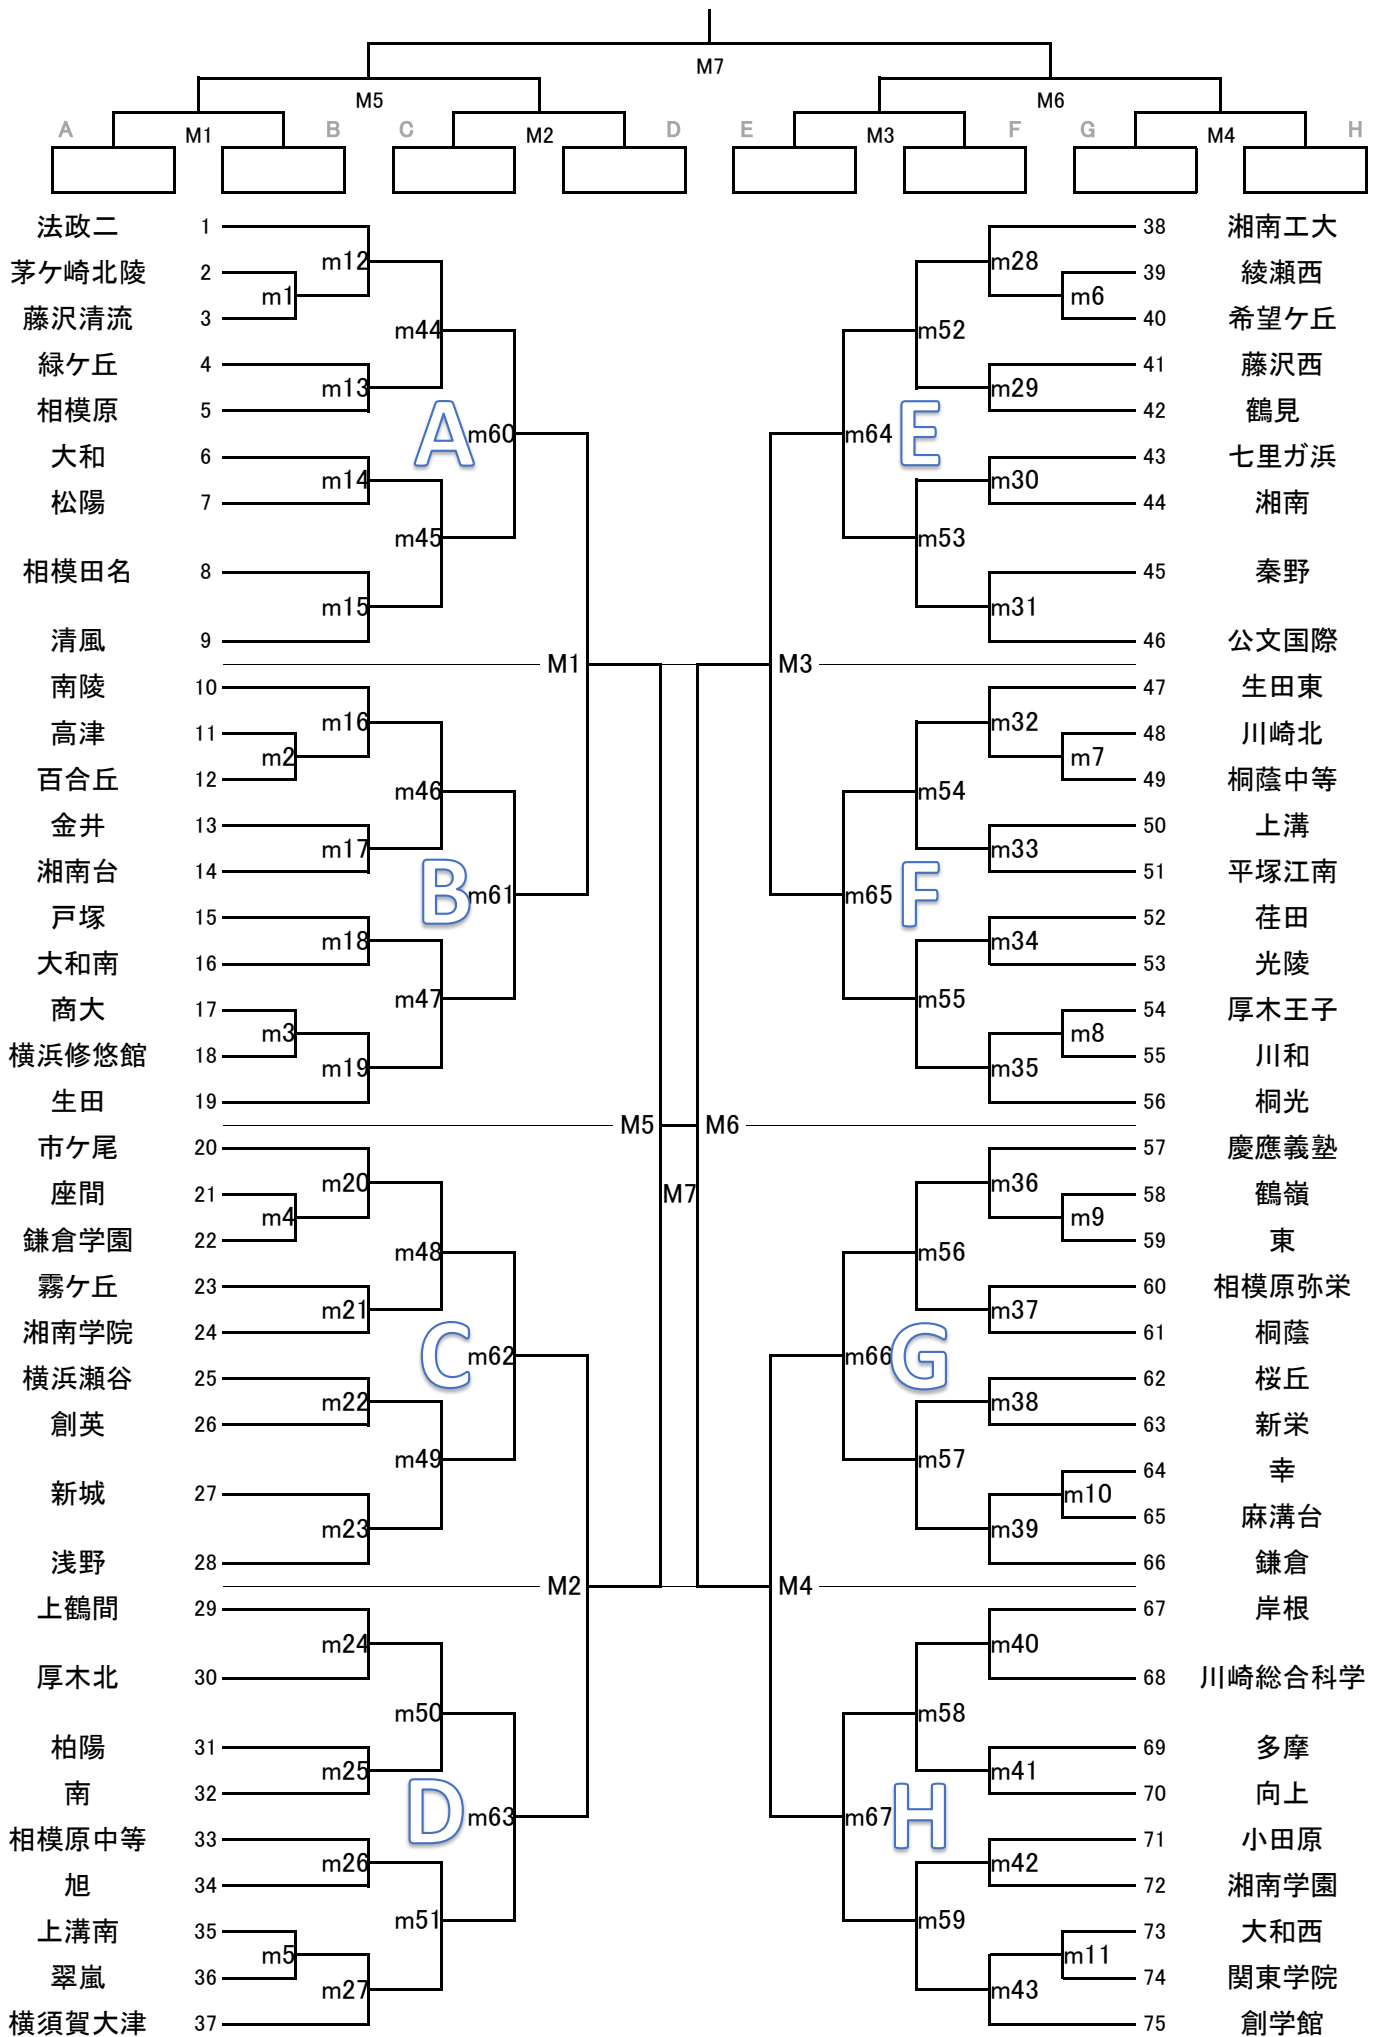 M7
M5 M6
A M1 B C M2 D E M3 F G M4 H
法政二 1 38 湘南工大
m12 m28
茅ケ崎北陵 2 39 綾瀬西
m1 m6
藤沢清流 3 40 希望ケ丘
m44 m52
緑ケ丘 4 41 藤沢西
m13 m29
相模原 5 42 鶴見
A m60 m64 E
大和 6 43 七里ガ浜
m14 m30
松陽 7 44 湘南
m45 m53
相模田名 8 45 秦野
m15 m31
清風 9 46 公文国際
M1 M3
南陵 10 47 生田東
m16 m32
高津 11 48 川崎北
m2 m7
百合丘 12 49 桐蔭中等
m46 m54
金井 13 50 上溝
m17 m33
湘南台 14 51 平塚江南
B m61 m65 F
戸塚 15 52 荏田
m18 m34
大和南 16 53 光陵
m47 m55
商大 17 54 厚木王子
m3 m8
横浜修悠館 18 55 川和
m19 m35
生田 19 56 桐光
M5 M6
市ケ尾 20 57 慶應義塾
m20 m36
座間 21 M7 58 鶴嶺
m4 m9
鎌倉学園 22 59 東
m48 m56
霧ケ丘 23 60 相模原弥栄
m21 m37
湘南学院 24 61 桐蔭
C m62 m66 G
横浜瀬谷 25 62 桜丘
m22 m38
創英 26 63 新栄
m49 m57
64 幸
新城 27 m10
65 麻溝台
m23 m39
浅野 28 66 鎌倉
M2 M4
上鶴間 29 67 岸根
m24 m40
厚木北 30 68 川崎総合科学
m50 m58
柏陽 31 69 多摩
m25 m41
南 32 70 向上
D m63 m67 H
相模原中等 33 71 小田原
m26 m42
旭 34 72 湘南学園
m51 m59
上溝南 35 73 大和西
m5 m11
翠嵐 36 74 関東学院
m27 m43
横須賀大津 37 75 創学館